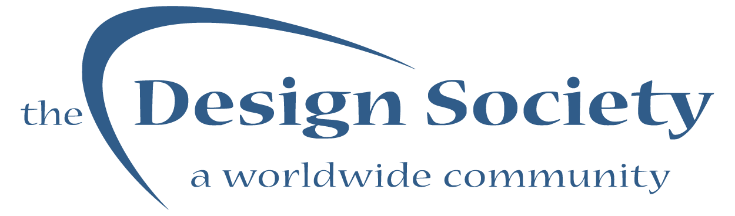 the Design Society
a worldwide community